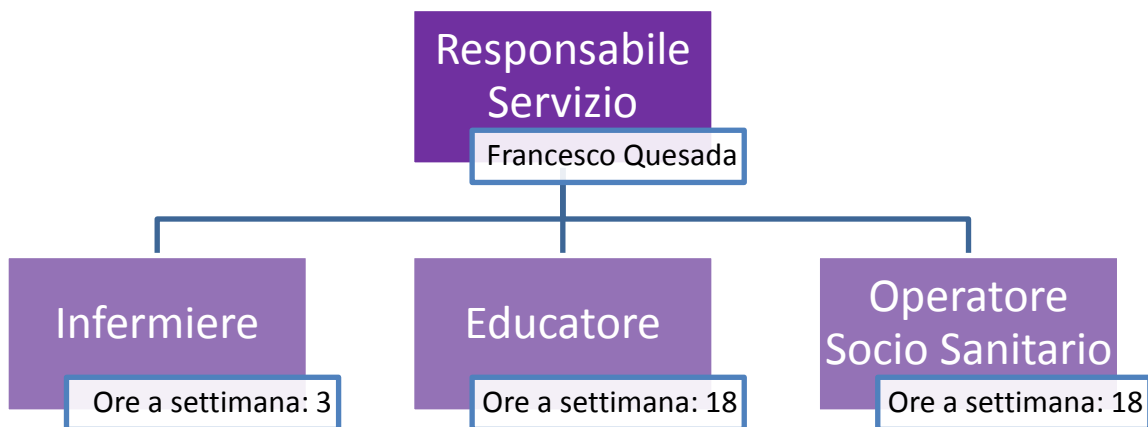 Responsabile
Servizio
Francesco Quesada
Infermiere
Ore a settimana: 3
Educatore
Ore a settimana: 18
Operatore
Socio Sanitario
Ore a settimana: 18